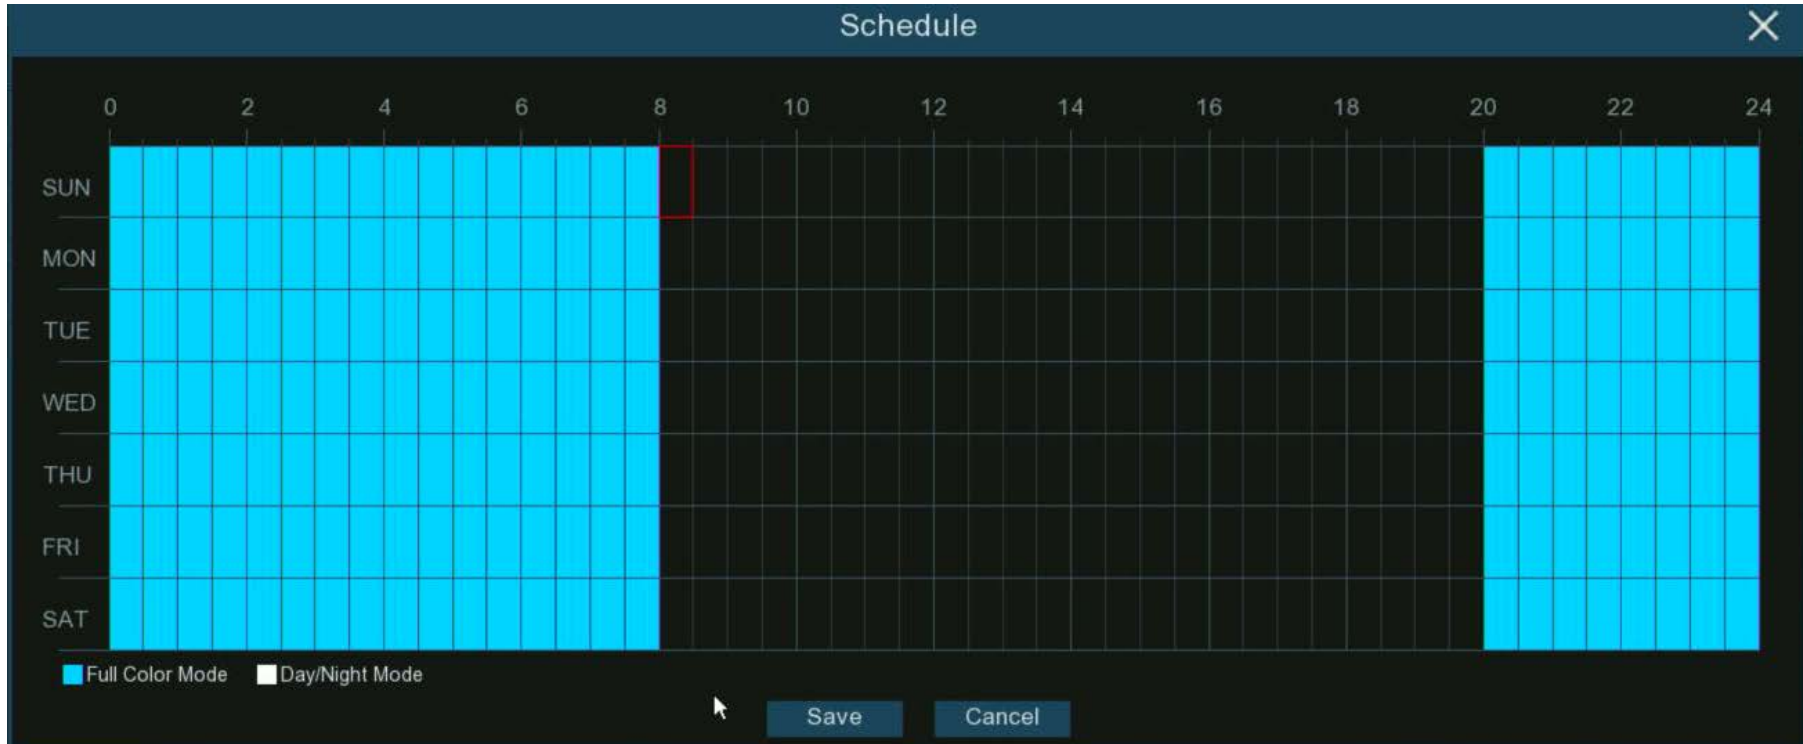 Schedule
0 2 4 6 8 10 12 14 16 18 20 22 24
SUN
MON
TUE
WED
THU
FRI
SAT
Full Color Mode Day/Night Mode
Save Cancel